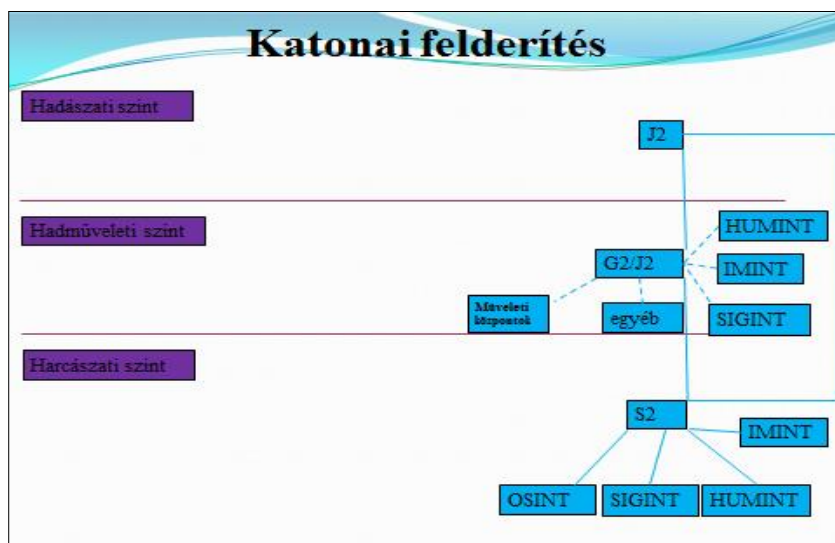 Katonai felderítés
Hadászati szint
J2
Hadműveleti szint
HUMINT
G2/J2
IMINT
Műveleti
központok
egyéb
SIGINT
Harcászati szint
S2
IMINT
OSINT
SIGINT
HUMINT